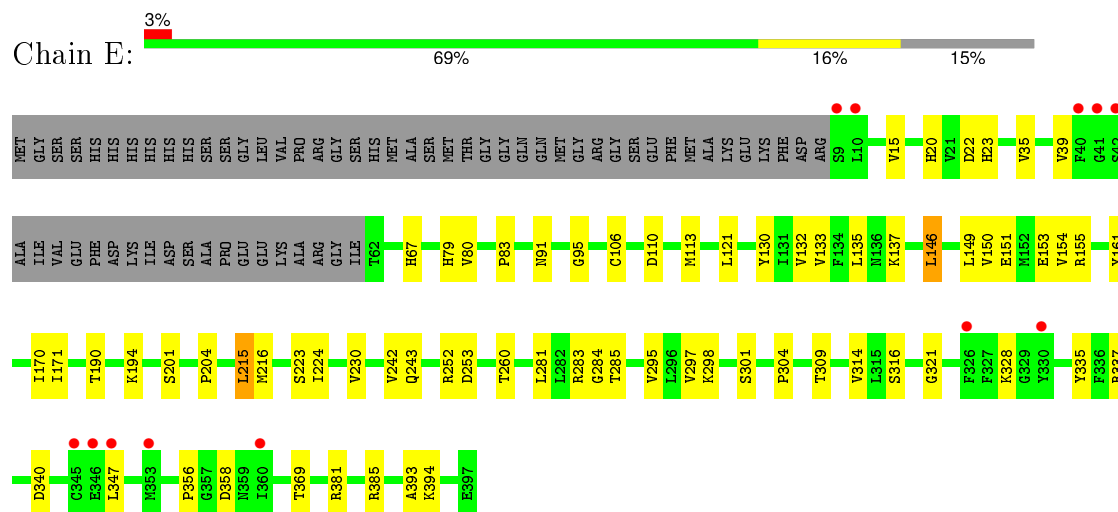 3%
Chain E:
69% 16% 15%
MET GLY SER SER HIS HIS HIS HIS HIS HIS SER SER GLY LEU VAL PRO ARG GLY SER HIS MET ALA SER MET THR GLY GLY GLN GLN MET GLY ARG GLY SER GLU PHE MET ALA LYS GLU LYS PHE ASP ARG S9 L10 V15 H20 V21 D22 H23 V35 V39 F40 G41 S42
ALA ILE VAL GLU PHE ASP LYS ILE ASP SER ALA PRO GLU GLU LYS ALA ARG GLY ILE T62 H67 H79 V80 P83 N91 G95 C106 D110 M113 L121 Y130 I131 V132 V133 F134 L135 N136 K137 L146 L149 V150 E151 M152 E153 V154 R155 Y161
I170 I171 T190 K194 S201 P204 L215 M216 S223 I224 V230 V242 Q243 R252 D253 T260 L281 L282 R283 G284 T285 V295 L296 V297 K298 S301 P304 T309 V314 L315 S316 G321 F326 F327 K328 G329 Y330 Y335 F336 R337
D340 C345 E346 L347 M353 P356 G357 D358 N359 I360 T369 R381 R385 A393 K394 E397